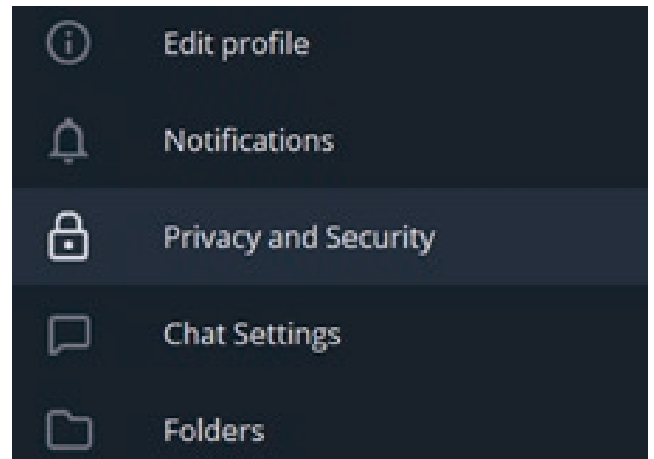 Edit profile
Notifications
Privacy and Security
Chat Settings
Folders